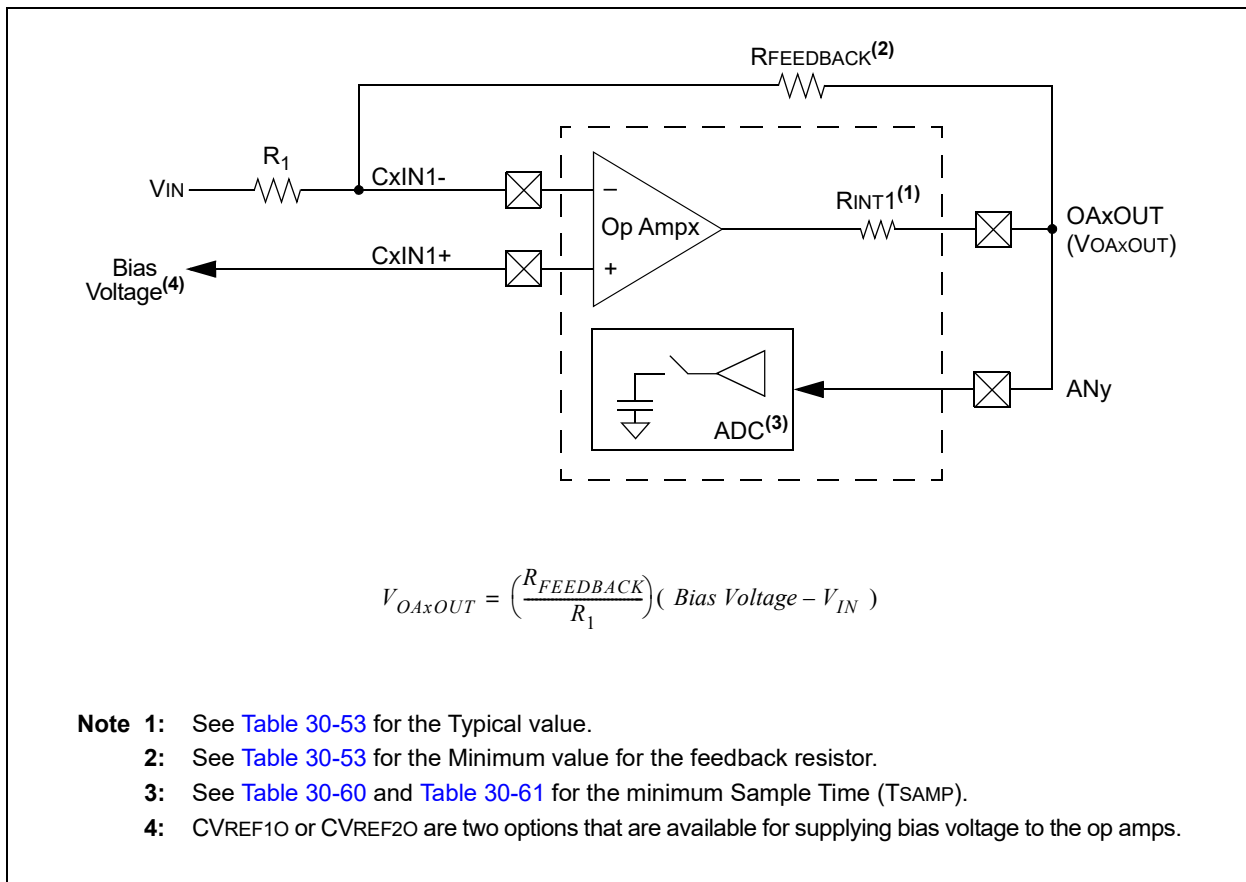 RFEEDBACK(2)
R1
VIN
CxIN1-
–
Op Ampx
RINT1(1)
OAxOUT
(VOAxOUT)
CxIN1+
+
Bias
Voltage(4)
ADC(3)
ANy
VOAxOUT = (RFEEDBACK / R1)( Bias Voltage – VIN )
Note 1: See Table 30-53 for the Typical value.
2: See Table 30-53 for the Minimum value for the feedback resistor.
3: See Table 30-60 and Table 30-61 for the minimum Sample Time (TSAMP).
4: CVREF1O or CVREF2O are two options that are available for supplying bias voltage to the op amps.